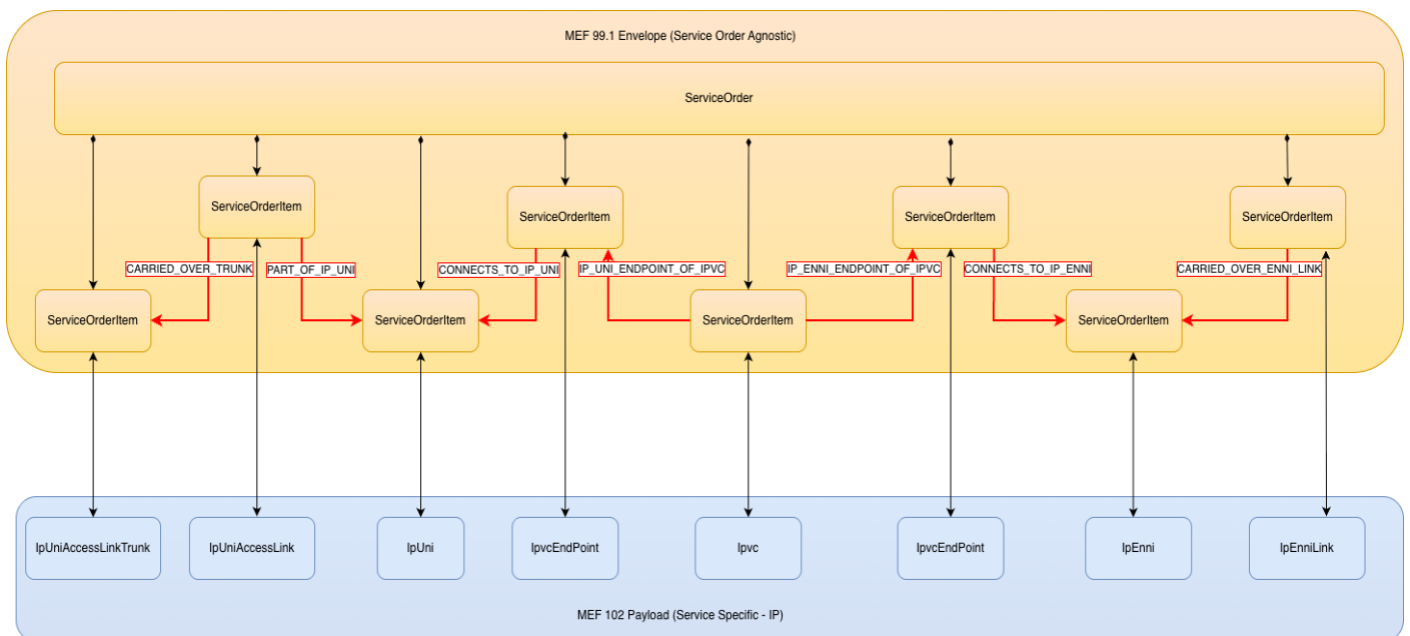 MEF 99.1 Envelope (Service Order Agnostic)
ServiceOrder
ServiceOrderItem
ServiceOrderItem
ServiceOrderItem
ServiceOrderItem
CARRIED_OVER_TRUNK
PART_OF_IP_UNI
CONNECTS_TO_IP_UNI
IP_UNI_ENDPOINT_OF_IPVC
IP_ENNI_ENDPOINT_OF_IPVC
CONNECTS_TO_IP_ENNI
CARRIED_OVER_ENNI_LINK
ServiceOrderItem
ServiceOrderItem
ServiceOrderItem
ServiceOrderItem
IpUniAccessLinkTrunk
IpUniAccessLink
IpUni
IpvcEndPoint
Ipvc
IpvcEndPoint
IpEnni
IpEnniLink
MEF 102 Payload (Service Specific - IP)